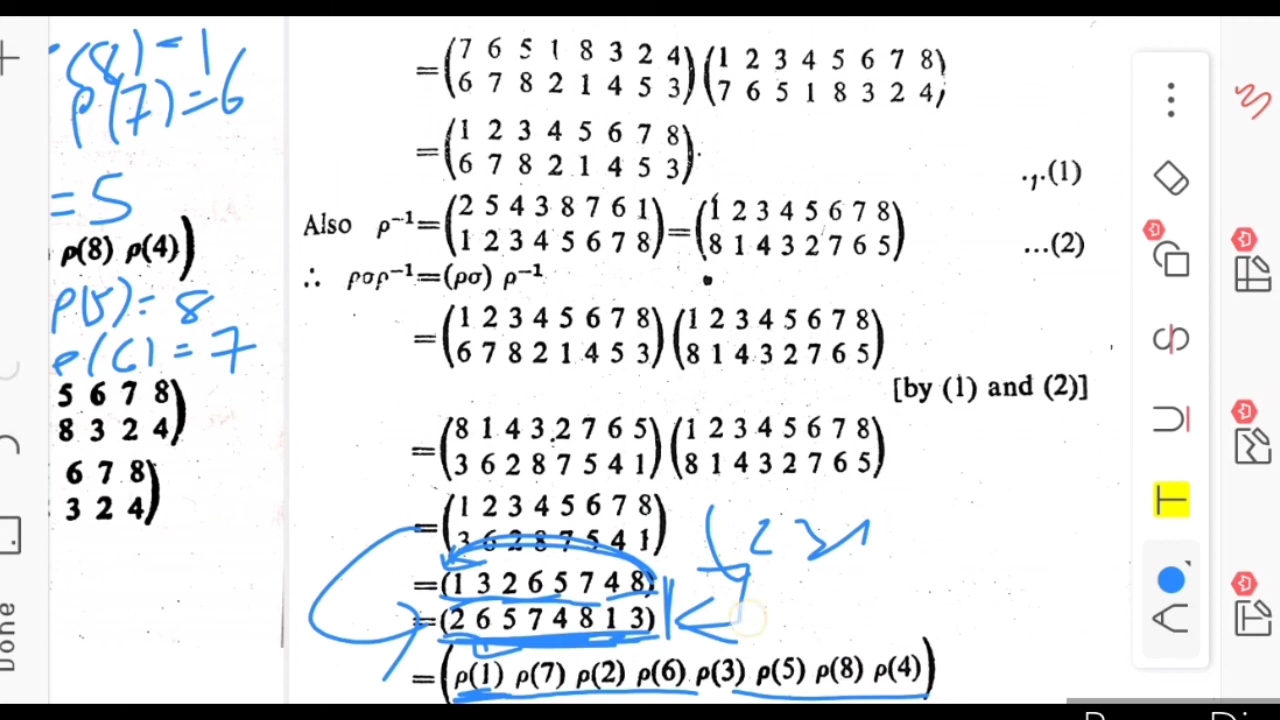 ρ(8) = 1
ρ(7) = 6
= 5
ρ(8) ρ(4))
ρ(5) = 8
ρ(6) = 7
5 6 7 8)
8 3 2 4)
6 7 8)
3 2 4)
=(7 6 5 1 8 3 2 4) (1 2 3 4 5 6 7 8)
(6 7 8 2 1 4 5 3) (7 6 5 1 8 3 2 4)
=(1 2 3 4 5 6 7 8)
(6 7 8 2 1 4 5 3). ...(1)
Also ρ⁻¹=(2 5 4 3 8 7 6 1)=(1 2 3 4 5 6 7 8)
(1 2 3 4 5 6 7 8) (8 1 4 3 2 7 6 5) ...(2)
∴ ρσρ⁻¹=(ρσ) ρ⁻¹
=(1 2 3 4 5 6 7 8) (1 2 3 4 5 6 7 8)
(6 7 8 2 1 4 5 3) (8 1 4 3 2 7 6 5)
[by (1) and (2)]
=(8 1 4 3 2 7 6 5) (1 2 3 4 5 6 7 8)
(3 6 2 8 7 5 4 1) (8 1 4 3 2 7 6 5)
=(1 2 3 4 5 6 7 8)
(3 6 2 8 7 5 4 1)
=(1 3 2 6 5 7 4 8)
=(2 6 5 7 4 8 1 3)
=(ρ(1) ρ(7) ρ(2) ρ(6) ρ(3) ρ(5) ρ(8) ρ(4))
Done